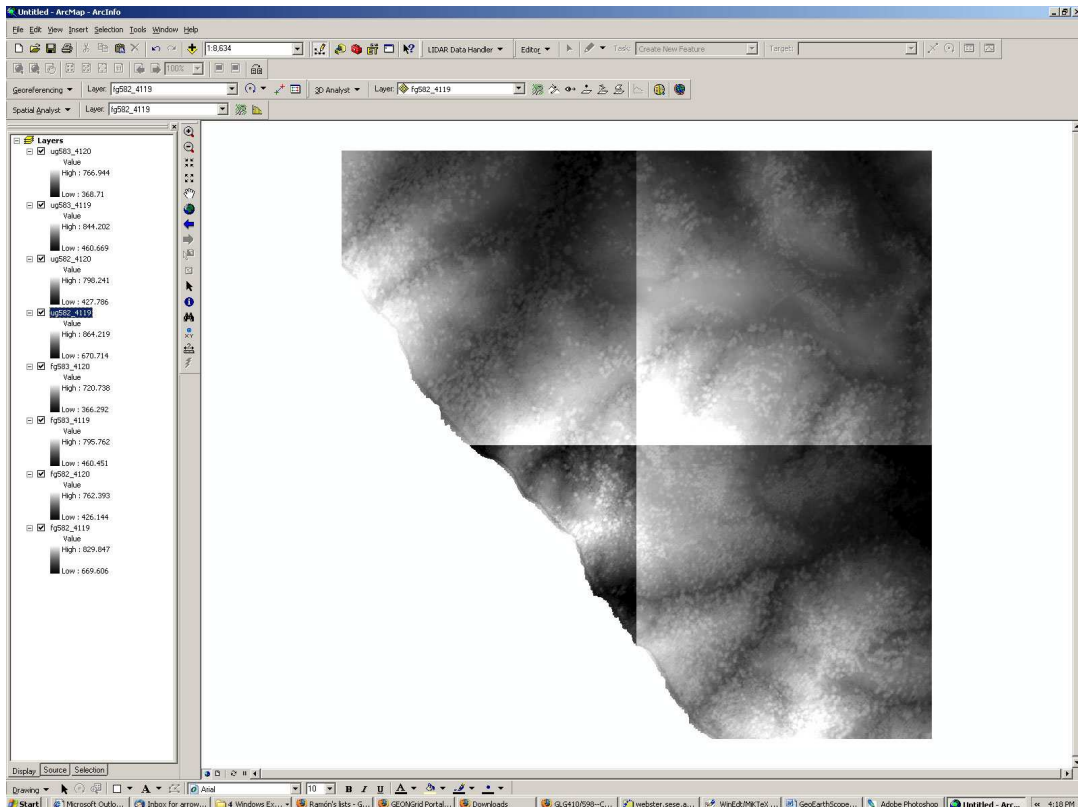 Untitled - ArcMap - ArcInfo
File Edit View Insert Selection Tools Window Help
1:8,634 LIDAR Data Handler Editor Task: Create New Feature Target:
100%
Georeferencing Layer: fg582_4119 3D Analyst Layer: fg582_4119
Spatial Analyst Layer: fg582_4119
Layers
ug583_4120
Value
High : 766.944
Low : 368.71
ug583_4119
Value
High : 844.202
Low : 460.669
ug582_4120
Value
High : 798.241
Low : 427.786
ug582_4119
Value
High : 864.219
Low : 670.714
fg583_4120
Value
High : 720.738
Low : 366.292
fg583_4119
Value
High : 795.762
Low : 460.451
fg582_4120
Value
High : 762.393
Low : 426.144
fg582_4119
Value
High : 829.847
Low : 669.606
Display Source Selection
Drawing A Arial 10 B I U A
Start Microsoft Outlo... Inbox for arrow... 4 Windows Ex... Ramón's lists - G... GEONGrid Portal... Downloads GLG410/598--C... webster.sese.a... WinEdt/MiKTeX ... GeoEarthScope... Adobe Photoshop Untitled - Arc... 4:18 PM